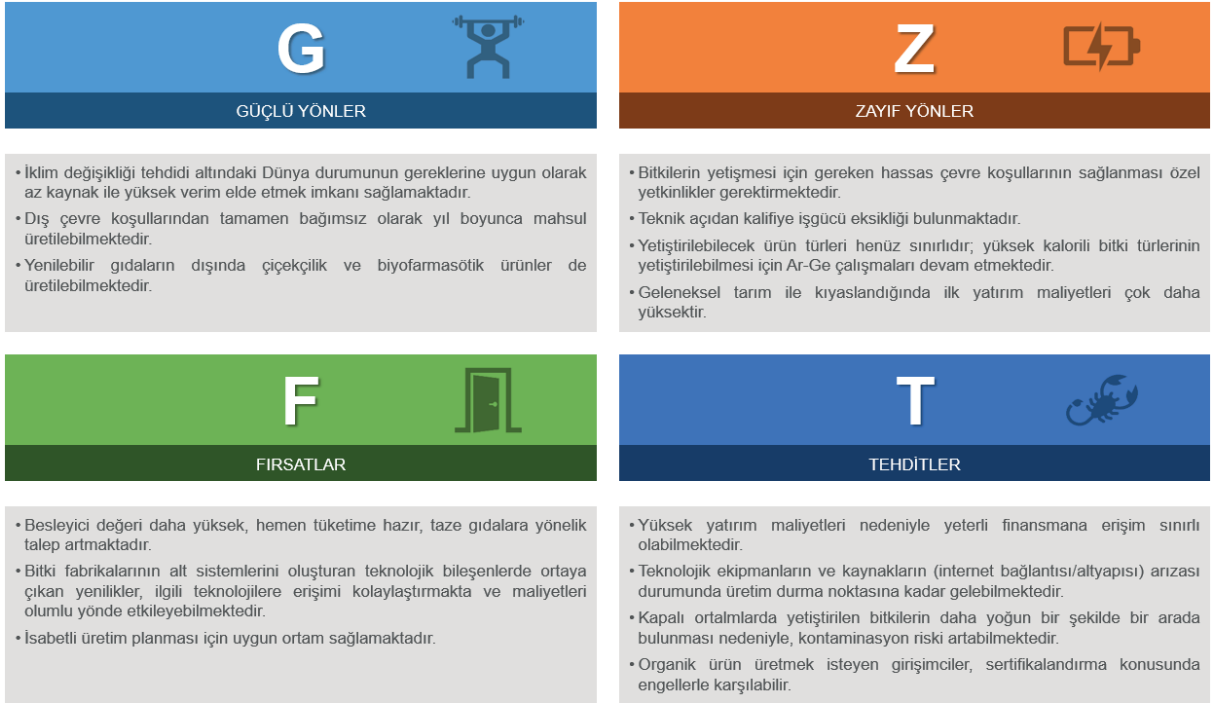 G
GÜÇLÜ YÖNLER
• İklim değişikliği tehdidi altındaki Dünya durumunun gereklerine uygun olarak
az kaynak ile yüksek verim elde etmek imkanı sağlamaktadır.
• Dış çevre koşullarından tamamen bağımsız olarak yıl boyunca mahsul
üretilebilmektedir.
• Yenilebilir gıdaların dışında çiçekçilik ve biyofarmasötik ürünler de
üretilebilmektedir.
Z
ZAYIF YÖNLER
• Bitkilerin yetişmesi için gereken hassas çevre koşullarının sağlanması özel
yetkinlikler gerektirmektedir.
• Teknik açıdan kalifiye işgücü eksikliği bulunmaktadır.
• Yetiştirilebilecek ürün türleri henüz sınırlıdır; yüksek kalorili bitki türlerinin
yetiştirilebilmesi için Ar-Ge çalışmaları devam etmektedir.
• Geleneksel tarım ile kıyaslandığında ilk yatırım maliyetleri çok daha
yüksektir.
F
FIRSATLAR
• Besleyici değeri daha yüksek, hemen tüketime hazır, taze gıdalara yönelik
talep artmaktadır.
• Bitki fabrikalarının alt sistemlerini oluşturan teknolojik bileşenlerde ortaya
çıkan yenilikler, ilgili teknolojilere erişimi kolaylaştırmakta ve maliyetleri
olumlu yönde etkileyebilmektedir.
• İsabetli üretim planması için uygun ortam sağlamaktadır.
T
TEHDİTLER
• Yüksek yatırım maliyetleri nedeniyle yeterli finansmana erişim sınırlı
olabilmektedir.
• Teknolojik ekipmanların ve kaynakların (internet bağlantısı/altyapısı) arızası
durumunda üretim durma noktasına kadar gelebilmektedir.
• Kapalı ortalmlarda yetiştirilen bitkilerin daha yoğun bir şekilde bir arada
bulunması nedeniyle, kontaminasyon riski artabilmektedir.
• Organik ürün üretmek isteyen girişimciler, sertifikalandırma konusunda
engellerle karşılabilir.